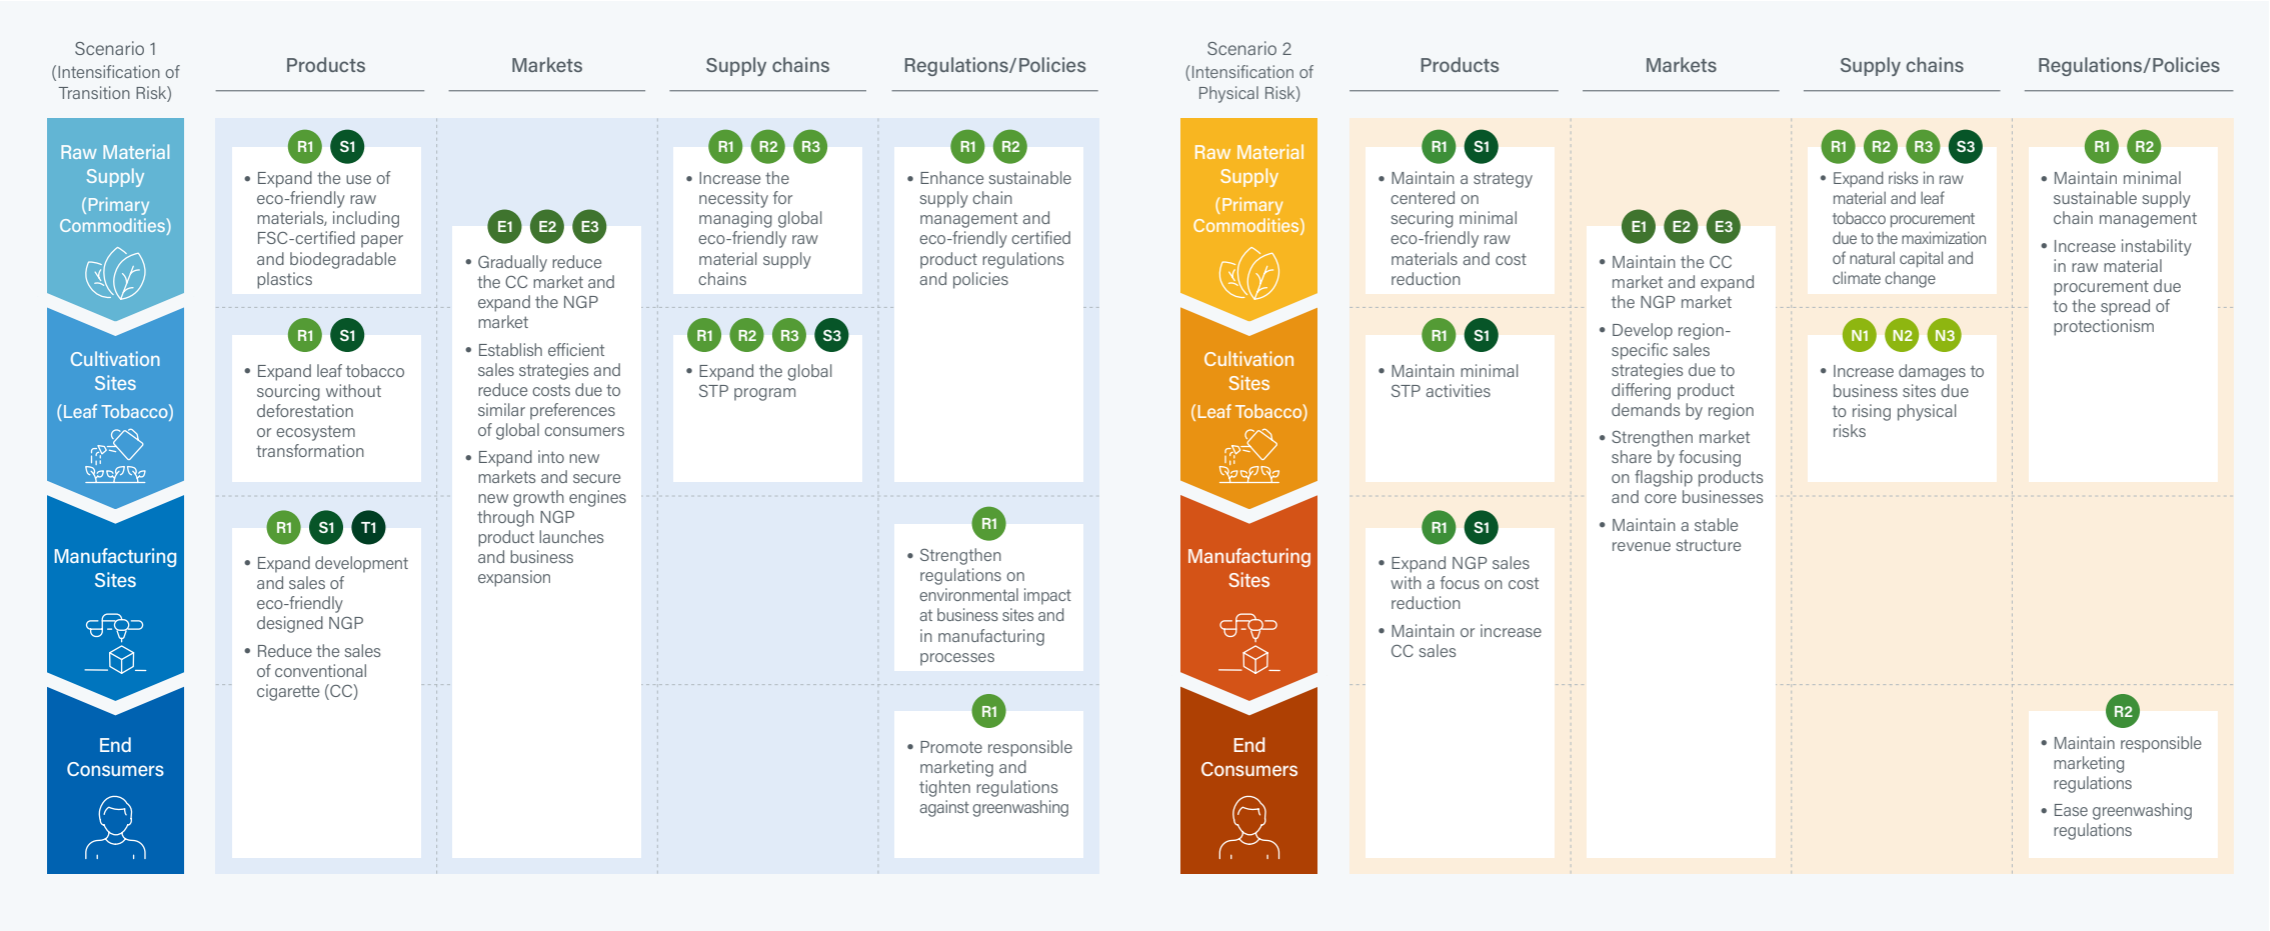 Scenario 1
(Intensification of
Transition Risk)
Products
Markets
Supply chains
Regulations/Policies
Raw Material
Supply
(Primary
Commodities)
R1 S1
• Expand the use of
eco-friendly raw
materials, including
FSC-certified paper
and biodegradable
plastics
E1 E2 E3
• Gradually reduce
the CC market and
expand the NGP
market
• Establish efficient
sales strategies and
reduce costs due to
similar preferences
of global consumers
• Expand into new
markets and secure
new growth engines
through NGP
product launches
and business
expansion
R1 R2 R3
• Increase the
necessity for
managing global
eco-friendly raw
material supply
chains
R1 R2
• Enhance sustainable
supply chain
management and
eco-friendly certified
product regulations
and policies
Cultivation
Sites
(Leaf Tobacco)
R1 S1
• Expand leaf tobacco
sourcing without
deforestation
or ecosystem
transformation
R1 R2 R3 S3
• Expand the global
STP program
Manufacturing
Sites
R1 S1 T1
• Expand development
and sales of
eco-friendly
designed NGP
• Reduce the sales
of conventional
cigarette (CC)
R1
• Strengthen
regulations on
environmental impact
at business sites and
in manufacturing
processes
End
Consumers
R1
• Promote responsible
marketing and
tighten regulations
against greenwashing
Scenario 2
(Intensification of
Physical Risk)
Products
Markets
Supply chains
Regulations/Policies
Raw Material
Supply
(Primary
Commodities)
R1 S1
• Maintain a strategy
centered on
securing minimal
eco-friendly raw
materials and cost
reduction
E1 E2 E3
• Maintain the CC
market and expand
the NGP market
• Develop region-
specific sales
strategies due to
differing product
demands by region
• Strengthen market
share by focusing
on flagship products
and core businesses
• Maintain a stable
revenue structure
R1 R2 R3 S3
• Expand risks in raw
material and leaf
tobacco procurement
due to the maximization
of natural capital and
climate change
R1 R2
• Maintain minimal
sustainable supply
chain management
• Increase instability
in raw material
procurement due
to the spread of
protectionism
Cultivation
Sites
(Leaf Tobacco)
R1 S1
• Maintain minimal
STP activities
N1 N2 N3
• Increase damages to
business sites due
to rising physical
risks
Manufacturing
Sites
R1 S1
• Expand NGP sales
with a focus on cost
reduction
• Maintain or increase
CC sales
End
Consumers
R2
• Maintain responsible
marketing
regulations
• Ease greenwashing
regulations